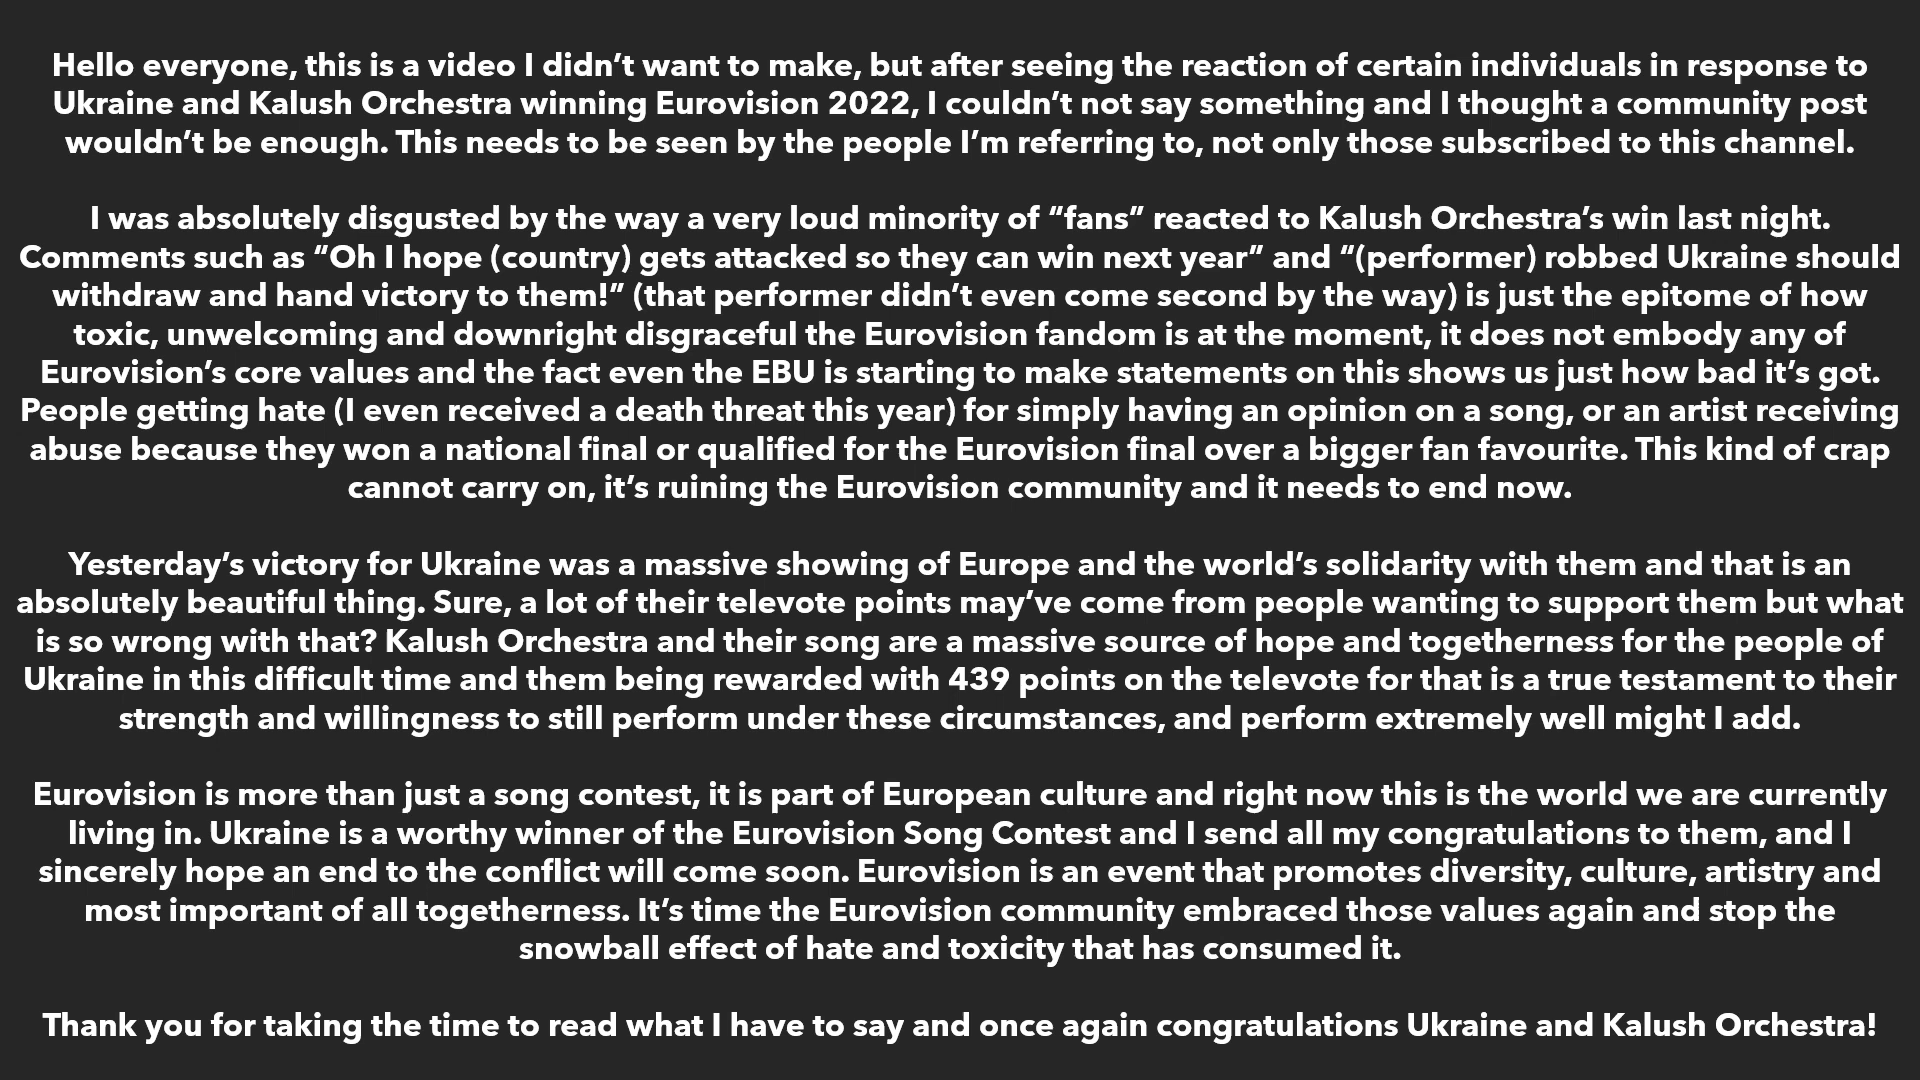 Hello everyone, this is a video I didn’t want to make, but after seeing the reaction of certain individuals in response to
Ukraine and Kalush Orchestra winning Eurovision 2022, I couldn’t not say something and I thought a community post
wouldn’t be enough. This needs to be seen by the people I’m referring to, not only those subscribed to this channel.
I was absolutely disgusted by the way a very loud minority of “fans” reacted to Kalush Orchestra’s win last night.
Comments such as “Oh I hope (country) gets attacked so they can win next year” and “(performer) robbed Ukraine should
withdraw and hand victory to them!” (that performer didn’t even come second by the way) is just the epitome of how
toxic, unwelcoming and downright disgraceful the Eurovision fandom is at the moment, it does not embody any of
Eurovision’s core values and the fact even the EBU is starting to make statements on this shows us just how bad it’s got.
People getting hate (I even received a death threat this year) for simply having an opinion on a song, or an artist receiving
abuse because they won a national final or qualified for the Eurovision final over a bigger fan favourite. This kind of crap
cannot carry on, it’s ruining the Eurovision community and it needs to end now.
Yesterday’s victory for Ukraine was a massive showing of Europe and the world’s solidarity with them and that is an
absolutely beautiful thing. Sure, a lot of their televote points may’ve come from people wanting to support them but what
is so wrong with that? Kalush Orchestra and their song are a massive source of hope and togetherness for the people of
Ukraine in this difficult time and them being rewarded with 439 points on the televote for that is a true testament to their
strength and willingness to still perform under these circumstances, and perform extremely well might I add.
Eurovision is more than just a song contest, it is part of European culture and right now this is the world we are currently
living in. Ukraine is a worthy winner of the Eurovision Song Contest and I send all my congratulations to them, and I
sincerely hope an end to the conflict will come soon. Eurovision is an event that promotes diversity, culture, artistry and
most important of all togetherness. It’s time the Eurovision community embraced those values again and stop the
snowball effect of hate and toxicity that has consumed it.
Thank you for taking the time to read what I have to say and once again congratulations Ukraine and Kalush Orchestra!